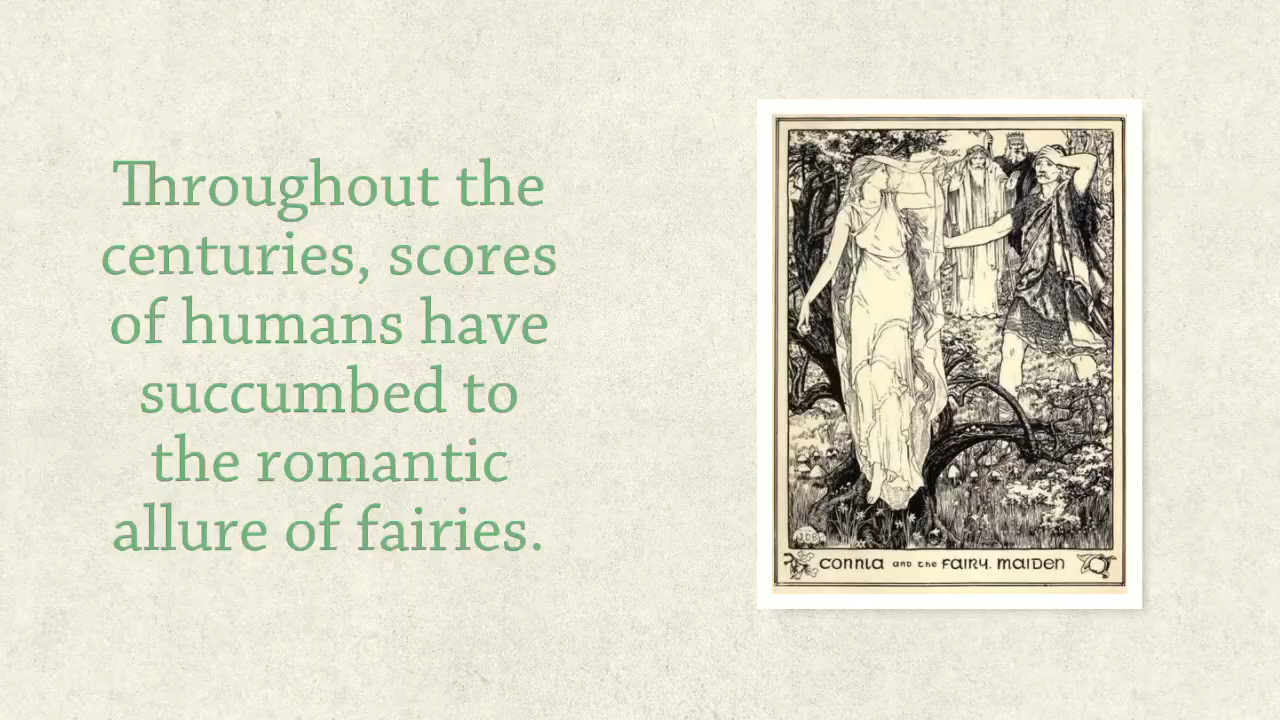 Throughout the
centuries, scores
of humans have
succumbed to
the romantic
allure of fairies.
CONNLA AND THE FAIRY. MAIDEN